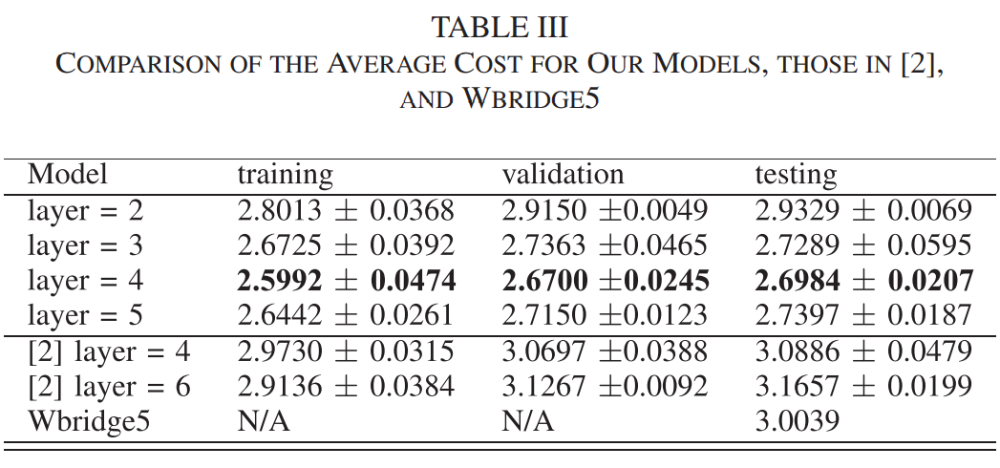 TABLE III
COMPARISON OF THE AVERAGE COST FOR OUR MODELS, THOSE IN [2],
AND WBRIDGE5
Model training validation testing
layer = 2 2.8013 ± 0.0368 2.9150 ±0.0049 2.9329 ± 0.0069
layer = 3 2.6725 ± 0.0392 2.7363 ±0.0465 2.7289 ± 0.0595
layer = 4 2.5992 ± 0.0474 2.6700 ±0.0245 2.6984 ± 0.0207
layer = 5 2.6442 ± 0.0261 2.7150 ±0.0123 2.7397 ± 0.0187
[2] layer = 4 2.9730 ± 0.0315 3.0697 ±0.0388 3.0886 ± 0.0479
[2] layer = 6 2.9136 ± 0.0384 3.1267 ±0.0092 3.1657 ± 0.0199
Wbridge5 N/A N/A 3.0039